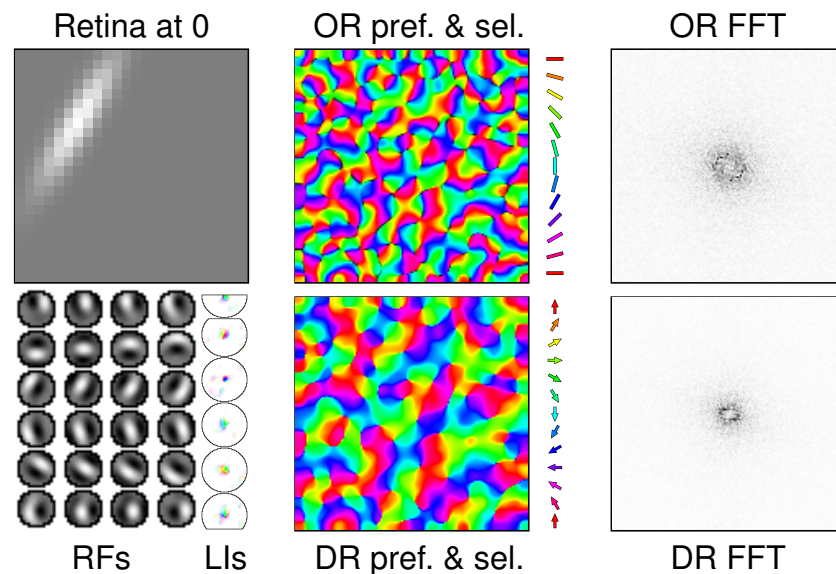 Retina at 0
OR pref. & sel.
OR FFT
RFs
LIs
DR pref. & sel.
DR FFT